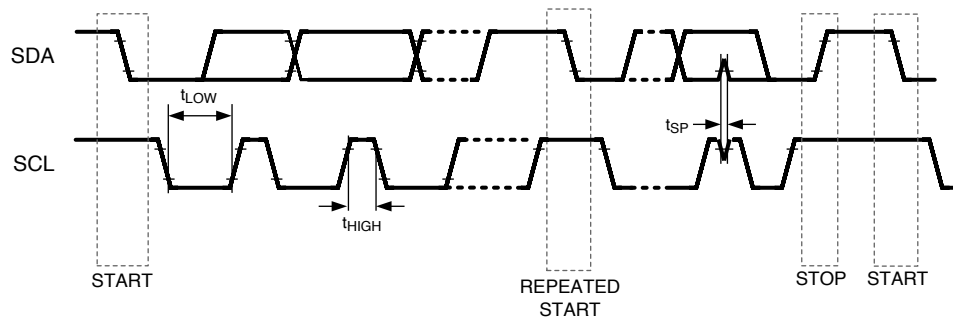 SDA
tLOW
tSP
SCL
tHIGH
START
REPEATED
START
STOP
START